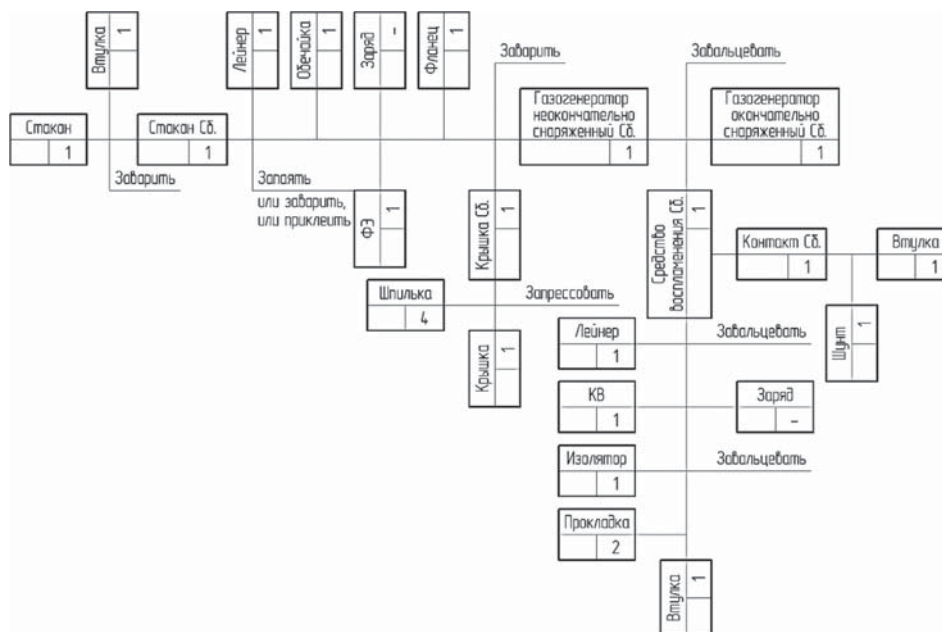 Втулка 1
Лейнер 1
Обечайка 1
Заряд –
Фланец 1
Заварить
Завальцевать
Стакан
1
Стакан Сб.
1
Газогенератор
неокончательно
снаряженный Сб.
1
Газогенератор
окончательно
снаряженный Сб.
1
Заварить
Запаять
или заварить,
или приклеить
ФЭ 1
Крышка Сб. 1
Средство
воспламенения Сб. 1
Контакт Сб.
1
Втулка
1
Шпилька
4
Запрессовать
Шунт 1
Лейнер
1
Завальцевать
Крышка 1
КВ
1
Заряд
–
Изолятор
1
Завальцевать
Прокладка
2
Втулка 1